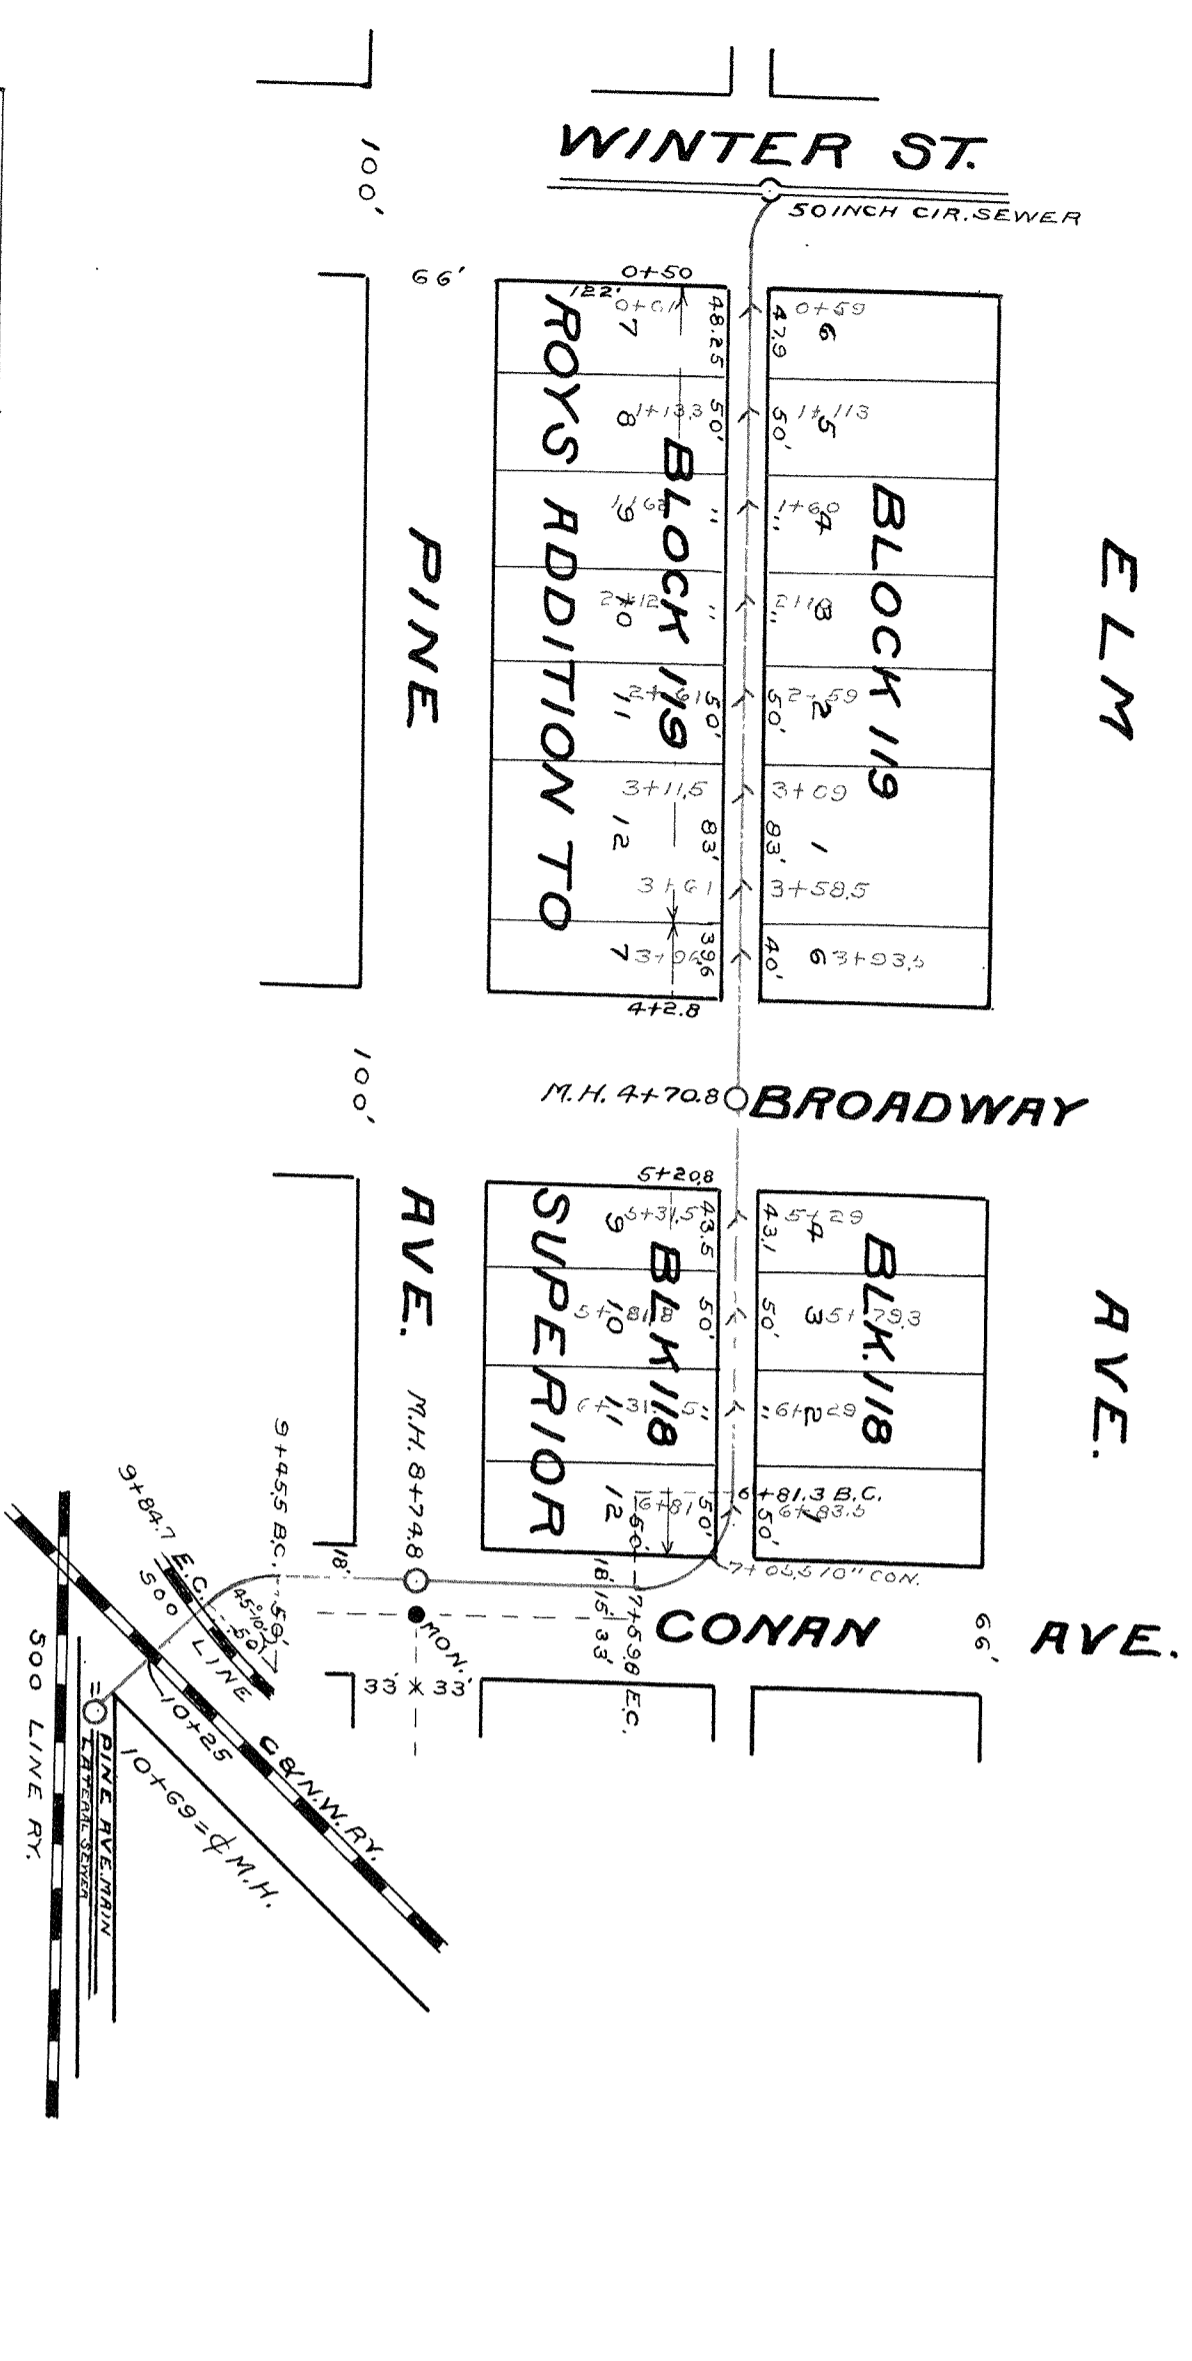 WINTER ST.
50 INCH CIR. SEWER
100'
66'
0+50
122'
0+61
7
48.25
47.9
0+59
6
1+13.3
8
50'
50'
1+113
5
9
"
"
1+60
4
2+12
10
"
"
3
2+61
11
50'
50'
2+59
2
3+11.5
12
83'
3+61
3+09
1
83'
3+58.5
7
39.6
40'
6
3+93.5
4+2.8
ROYS ADDITION TO
BLOCK 119
BLOCK 119
PINE
ELM
100'
M.H. 4+70.8
BROADWAY
5+20.8
5+31.5
9
43.5
43.1
5+29
4
5+81.8
10
50'
50'
3
5+79.3
6+31.5
11
"
"
6+29
2
12
6+81
50'
50'
6+81.3 B.C.
6+83.5
1
SUPERIOR
BLK 118
BLK. 118
AVE.
AVE.
7+05.5 10" CON.
50'
7+59.8 E.C.
18' 15' 33'
M.H. 8+74.8
18'
MON.
CONAN AVE.
66'
33' 33'
9+45.5 B.C.
50'
9+84.7 E.C.
45°-10'
50'
SOO LINE
10+25
C & N.W. RY.
10+69 = ¢ M.H.
PINE AVE. MAIN
LATERAL SEWER
SOO LINE RY.